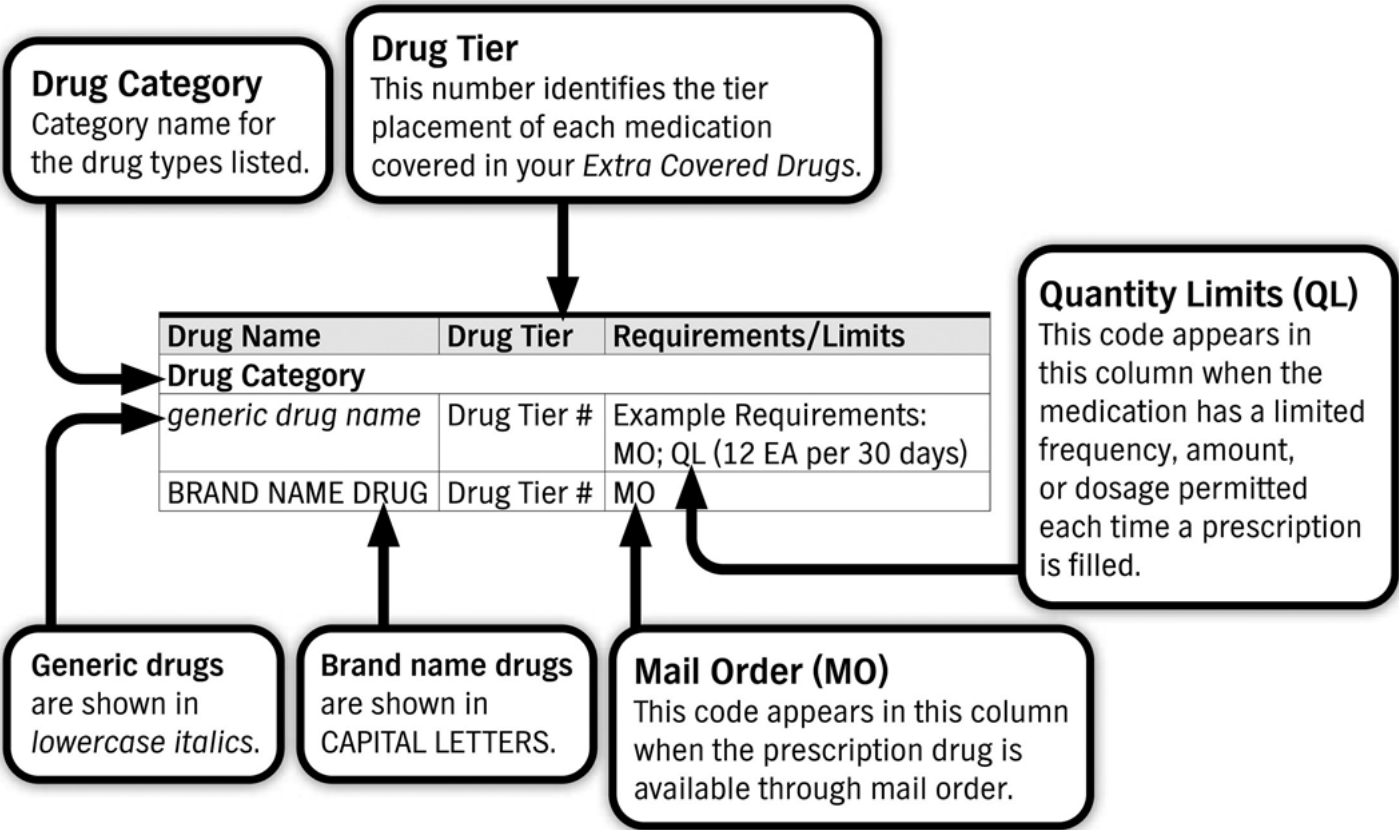 Drug Category
Category name for
the drug types listed.
Drug Tier
This number identifies the tier
placement of each medication
covered in your Extra Covered Drugs.
Drug Name Drug Tier Requirements/Limits
Drug Category
generic drug name Drug Tier # Example Requirements:
MO; QL (12 EA per 30 days)
BRAND NAME DRUG Drug Tier # MO
Quantity Limits (QL)
This code appears in
this column when the
medication has a limited
frequency, amount,
or dosage permitted
each time a prescription
is filled.
Generic drugs
are shown in
lowercase italics.
Brand name drugs
are shown in
CAPITAL LETTERS.
Mail Order (MO)
This code appears in this column
when the prescription drug is
available through mail order.